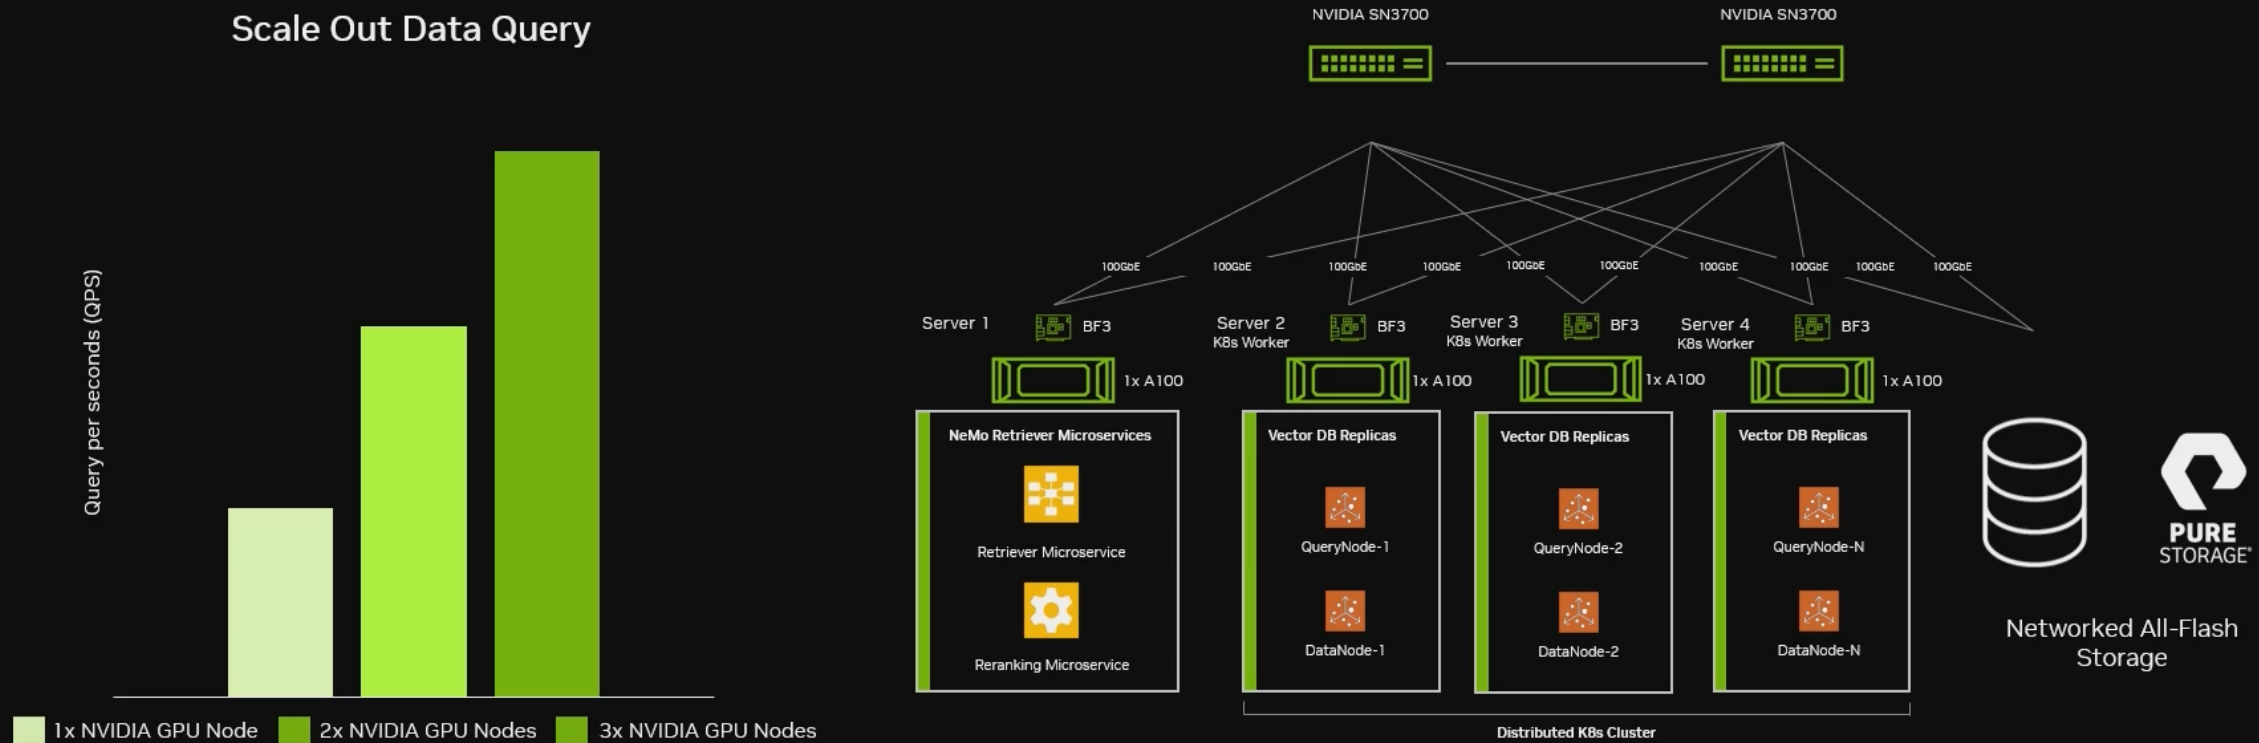 Scale Out Data Query
Query per seconds (QPS)
1x NVIDIA GPU Node
2x NVIDIA GPU Nodes
3x NVIDIA GPU Nodes
NVIDIA SN3700
NVIDIA SN3700
100GbE
100GbE
100GbE
100GbE
100GbE
100GbE
100GbE
100GbE
100GbE
100GbE
Server 1
BF3
1x A100
NeMo Retriever Microservices
Retriever Microservice
Reranking Microservice
Server 2
K8s Worker
BF3
1x A100
Vector DB Replicas
QueryNode-1
DataNode-1
Server 3
K8s Worker
BF3
1x A100
Vector DB Replicas
QueryNode-2
DataNode-2
Server 4
K8s Worker
BF3
1x A100
Vector DB Replicas
QueryNode-N
DataNode-N
Distributed K8s Cluster
PURE
STORAGE®
Networked All-Flash
Storage